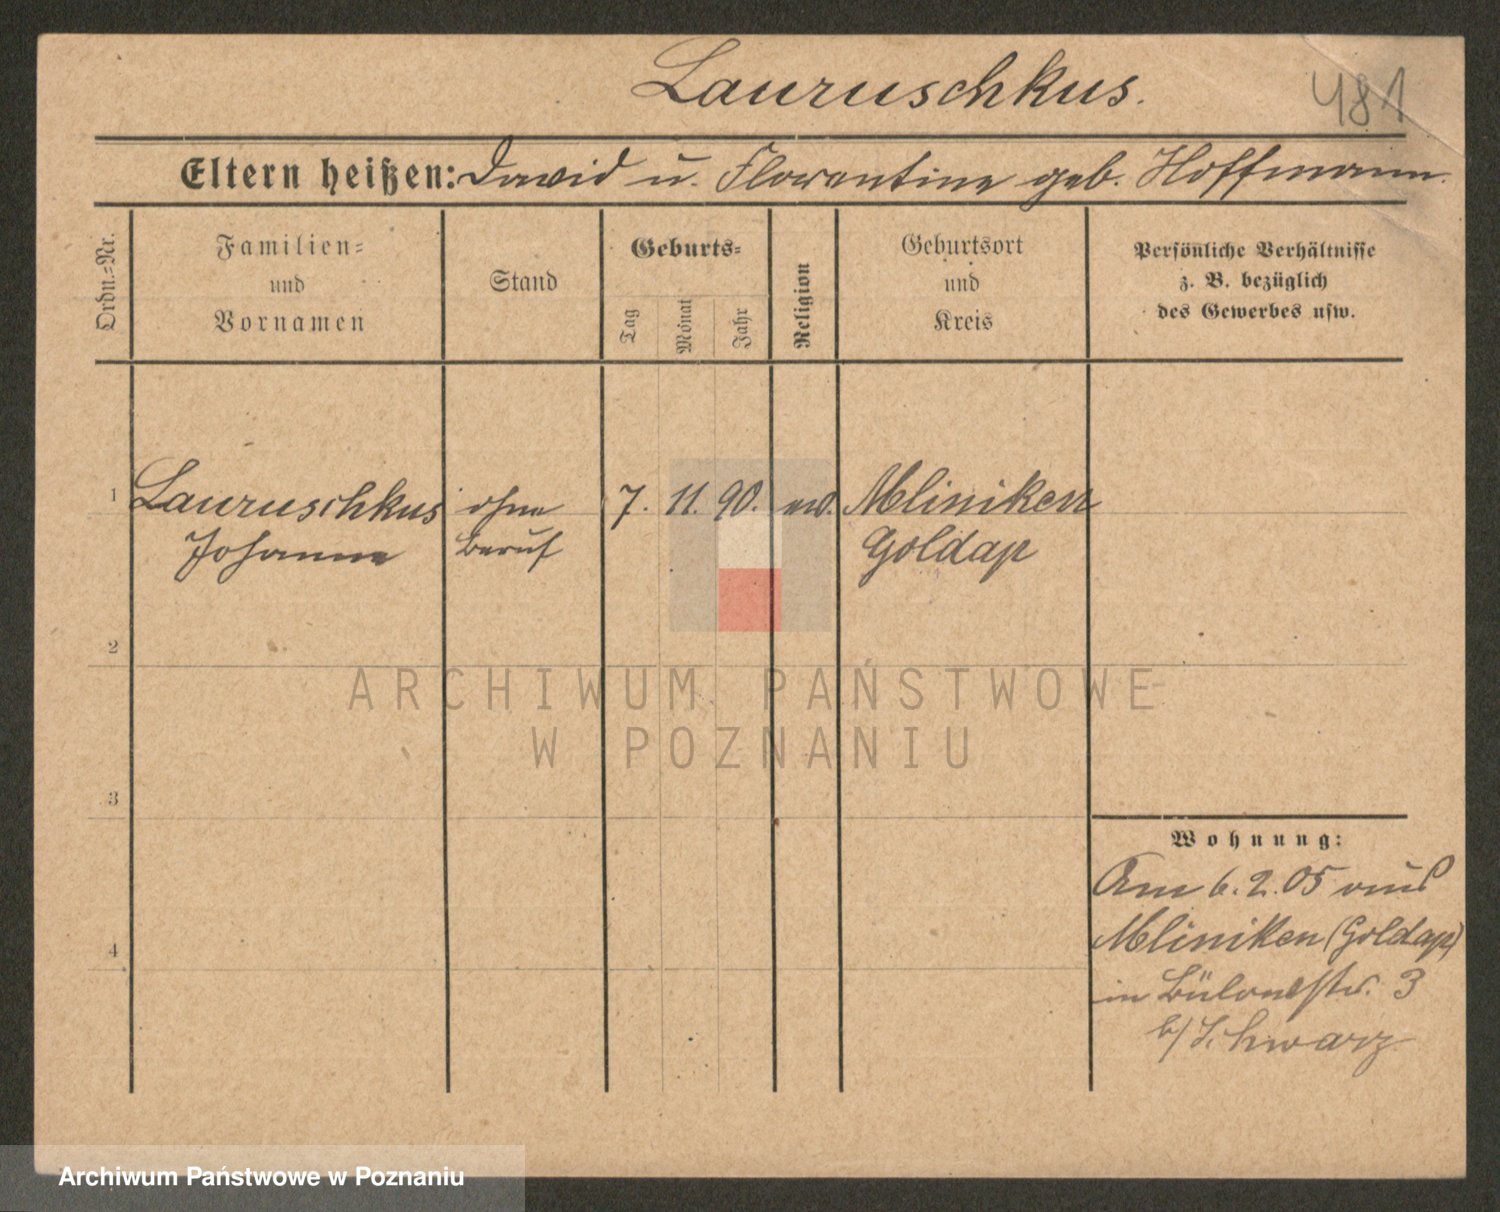 Lauruschkus.
481
Eltern heißen: David u. Florentine geb. Hoffmann.
Ordn.=Nr.
Familien=
und
Vornamen
Stand
Geburts=
Tag
Monat
Jahr
Religion
Geburtsort
und
Kreis
Persönliche Verhältnisse
z. B. bezüglich
des Gewerbes usw.
1 Lauruschkus ohne 7. 11. 90. ev. Mliniken
Johanne Beruf Goldap
2
3
4
Wohnung:
Am 6.2.05 aus
Mliniken (Goldap)
in Bülowstr. 3
b/ Schwarz
ARCHIWUM PAŃSTWOWE
W POZNANIU
Archiwum Państwowe w Poznaniu